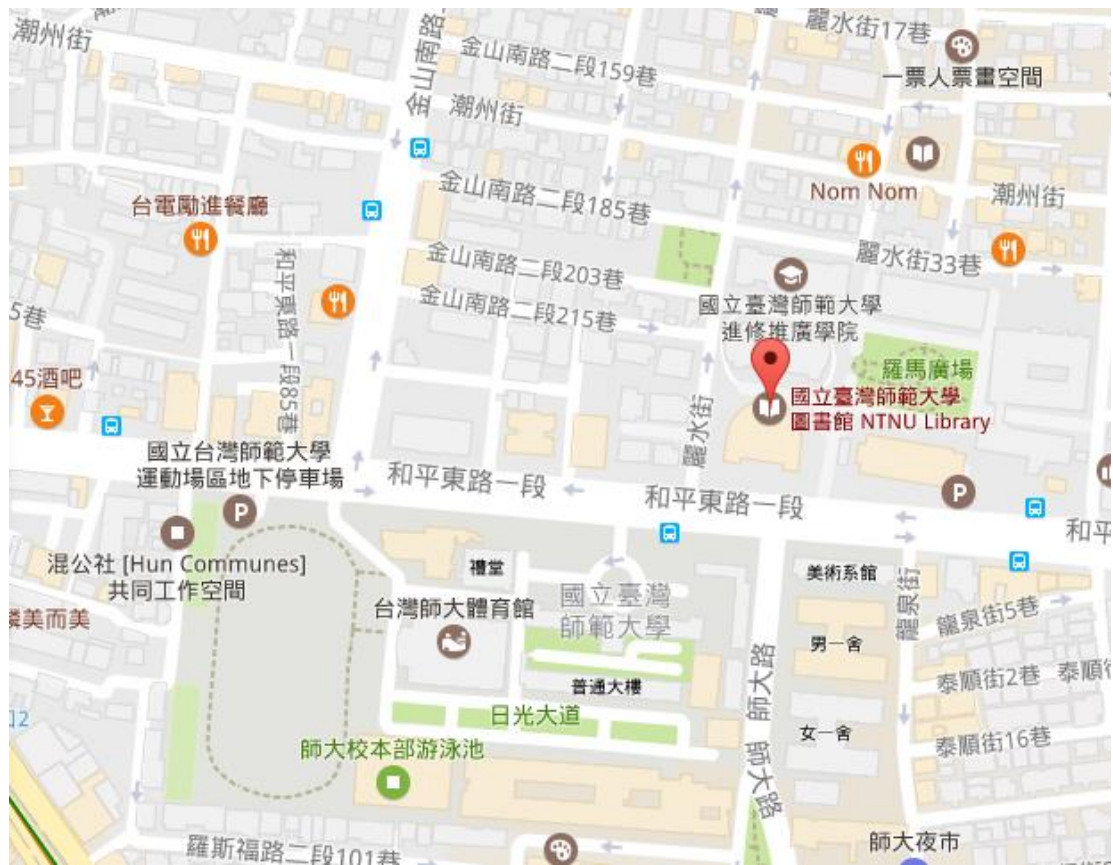 潮州街
金山南路
金山南路二段159巷
麗水街17巷
一票人票畫空間
潮州街
Nom Nom
潮州街
金山南路二段185巷
台電勵進餐廳
和平東路一段85巷
金山南路二段203巷
麗水街33巷
金山南路二段215巷
國立臺灣師範大學
進修推廣學院
5巷
羅馬廣場
45酒吧
國立臺灣師範大學
圖書館 NTNU Library
麗水街
國立台灣師範大學
運動場區地下停車場
P
P
和平東路一段
和平東路一段
和平
混公社 [Hun Communes]
共同工作空間
禮堂
國立臺灣
師範大學
美術系館
龍泉街
龍泉街5巷
台灣師大體育館
美而美
男一舍
師大路
普通大樓
泰順街2巷
泰順街
日光大道
女一舍
泰順街16巷
2
師大校本部游泳池
師大路
羅斯福路二段101巷
師大夜市